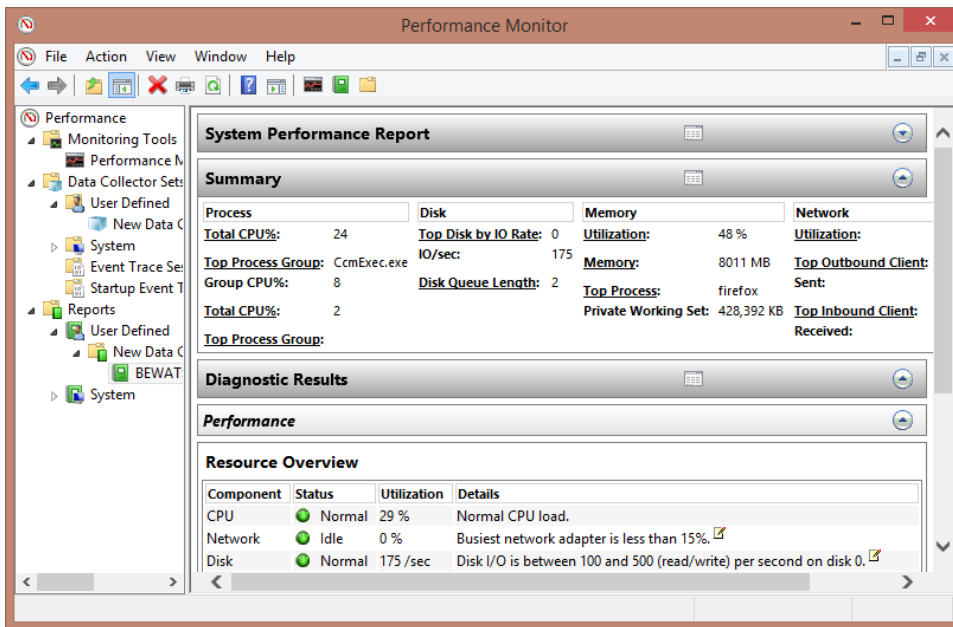 Performance Monitor
File Action View Window Help
Performance
Monitoring Tools
Performance M
Data Collector Sets
User Defined
New Data C
System
Event Trace Ses
Startup Event T
Reports
User Defined
New Data C
BEWAT
System
System Performance Report
Summary
Process Disk Memory Network
Total CPU%: 24 Top Disk by IO Rate: 0 Utilization: 48 % Utilization:
IO/sec: 175
Top Process Group: CcmExec.exe Memory: 8011 MB Top Outbound Client:
Group CPU%: 8 Disk Queue Length: 2 Top Process: firefox Sent:
Total CPU%: 2 Private Working Set: 428,392 KB Top Inbound Client:
Top Process Group: Received:
Diagnostic Results
Performance
Resource Overview
Component Status Utilization Details
CPU Normal 29 % Normal CPU load.
Network Idle 0 % Busiest network adapter is less than 15%.
Disk Normal 175 /sec Disk I/O is between 100 and 500 (read/write) per second on disk 0.